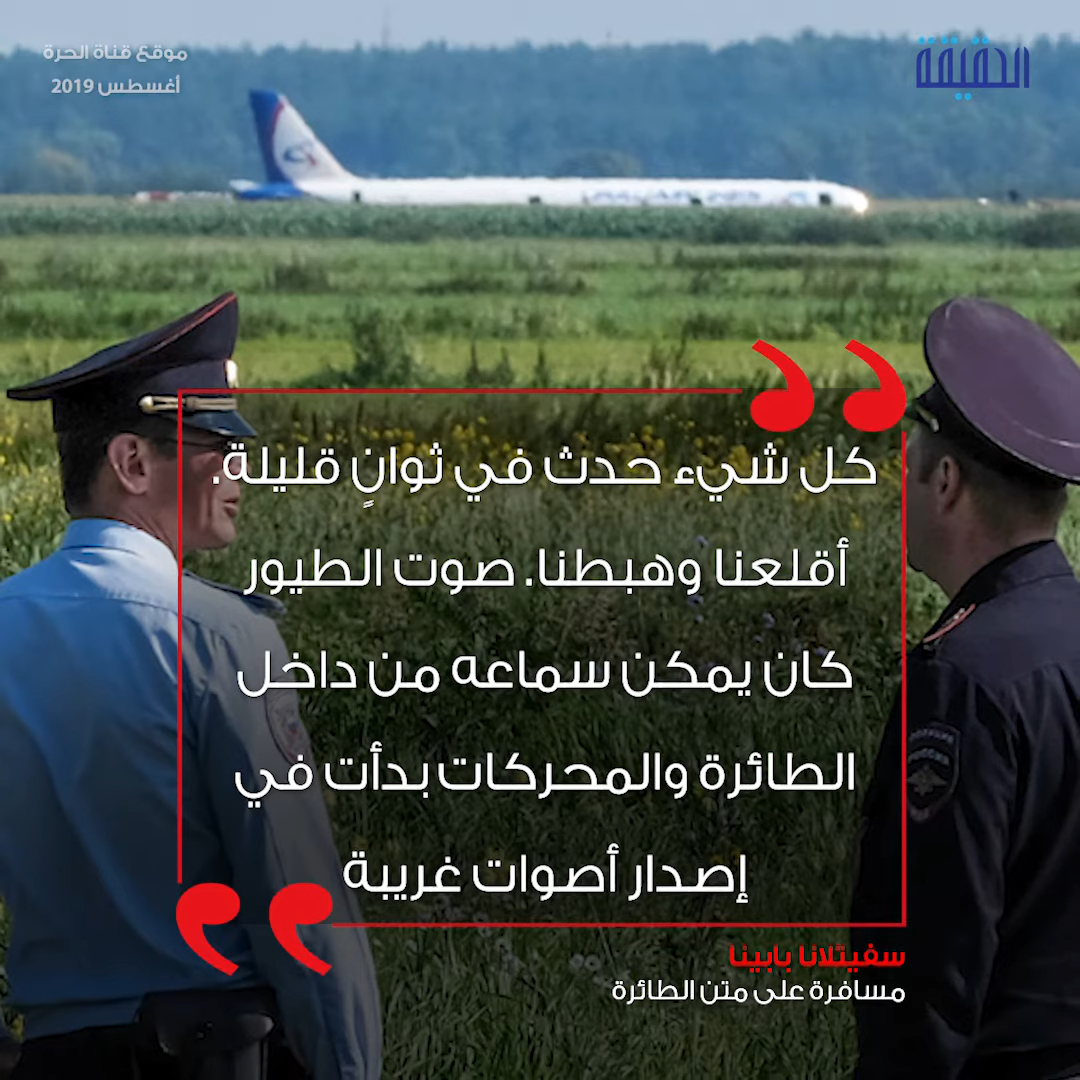 موقع قناة الحرة
أغسطس 2019
الحقيقة
كل شيء حدث في ثوانٍ قليلة.
أقلعنا وهبطنا. صوت الطيور
كان يمكن سماعه من داخل
الطائرة والمحركات بدأت في
إصدار أصوات غريبة
سفيتلانا بابينا
مسافرة على متن الطائرة